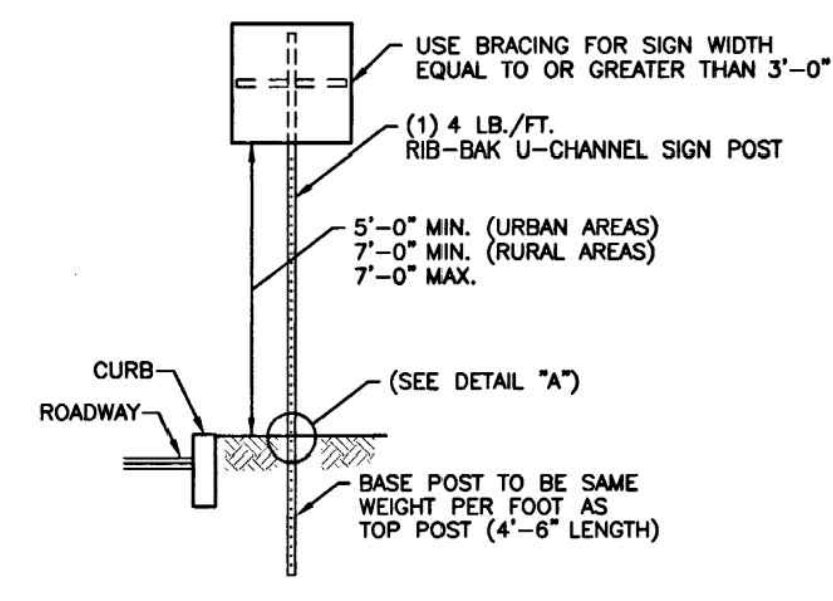 USE BRACING FOR SIGN WIDTH
EQUAL TO OR GREATER THAN 3'-0"
(1) 4 LB./FT.
RIB-BAK U-CHANNEL SIGN POST
5'-0" MIN. (URBAN AREAS)
7'-0" MIN. (RURAL AREAS)
7'-0" MAX.
CURB
(SEE DETAIL "A")
ROADWAY
BASE POST TO BE SAME
WEIGHT PER FOOT AS
TOP POST (4'-6" LENGTH)